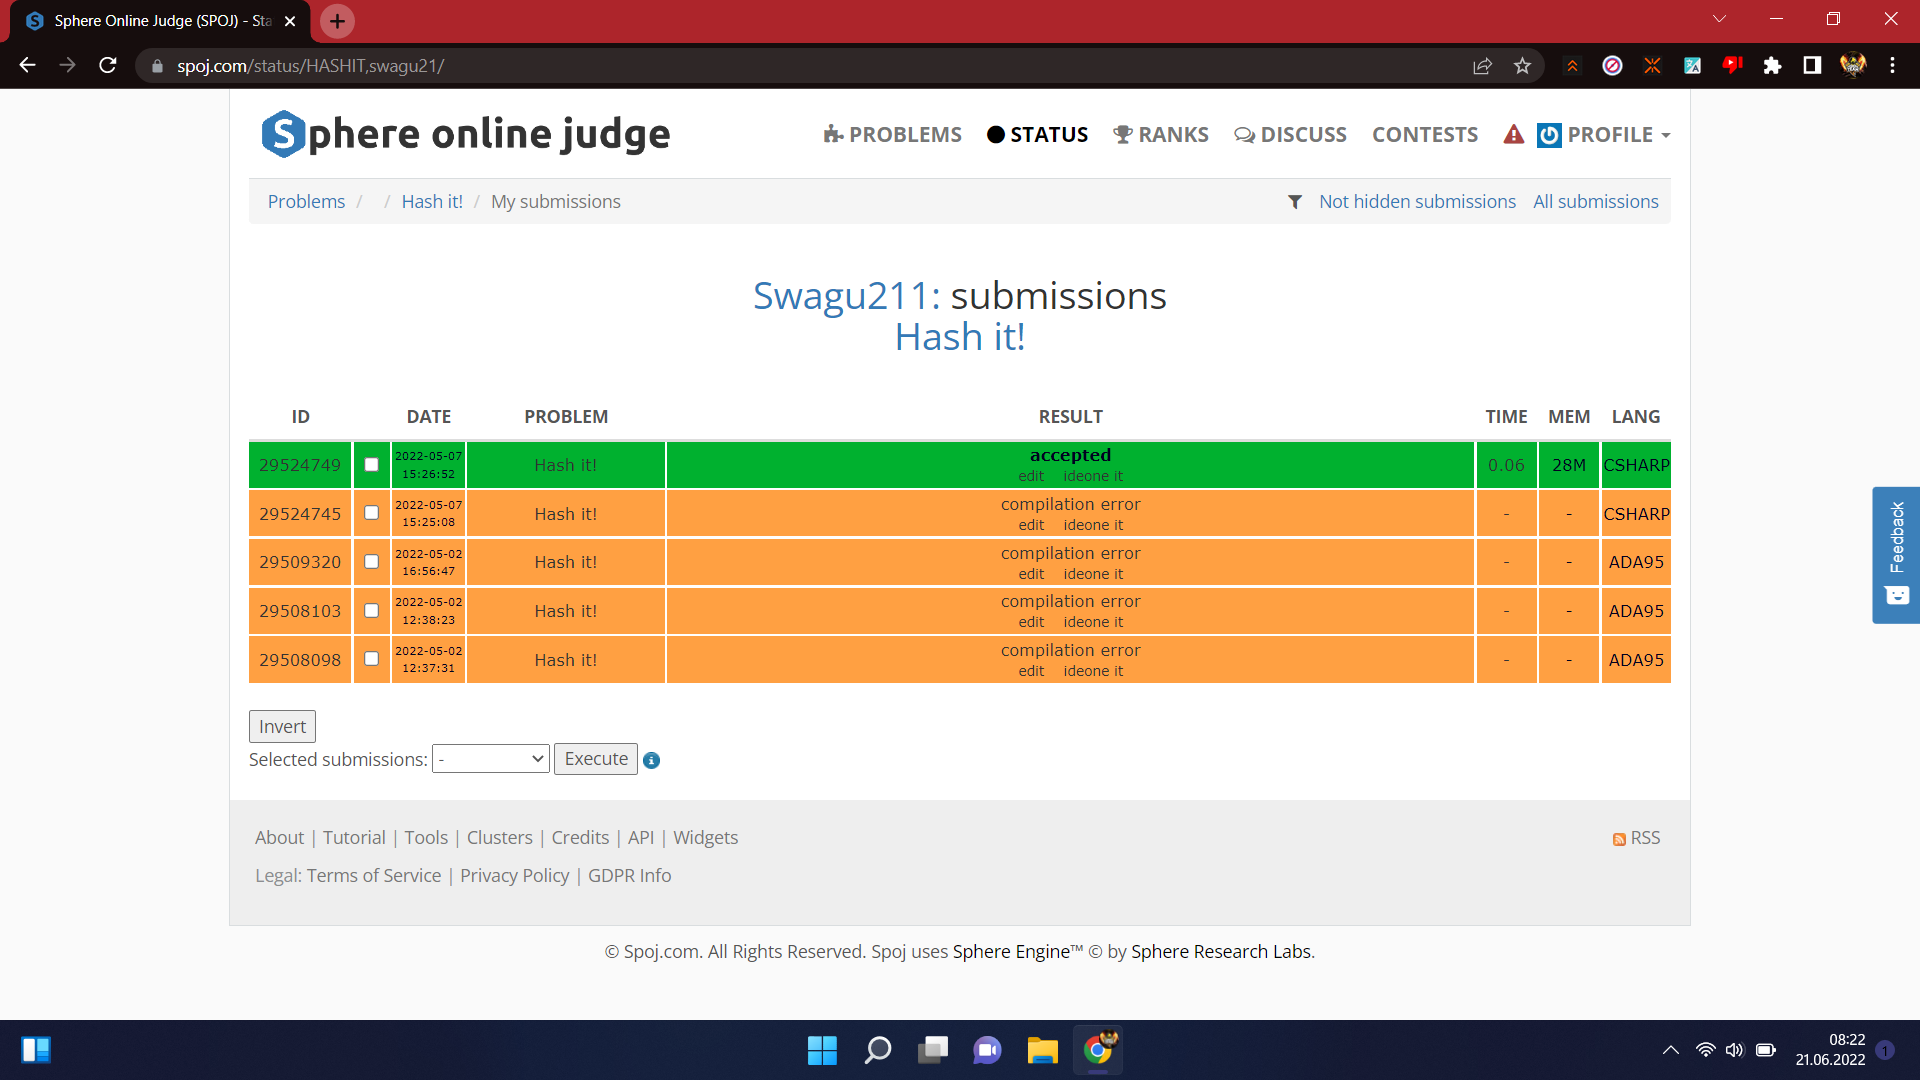 Sphere Online Judge (SPOJ) - Sta
spoj.com/status/HASHIT,swagu21/
Sphere online judge
PROBLEMS STATUS RANKS DISCUSS CONTESTS PROFILE
Problems / / Hash it! / My submissions Not hidden submissions All submissions
Swagu211: submissions
Hash it!
ID DATE PROBLEM RESULT TIME MEM LANG
29524749 2022-05-07 15:26:52 Hash it! accepted edit ideone it 0.06 28M CSHARP
29524745 2022-05-07 15:25:08 Hash it! compilation error edit ideone it - - CSHARP
29509320 2022-05-02 16:56:47 Hash it! compilation error edit ideone it - - ADA95
29508103 2022-05-02 12:38:23 Hash it! compilation error edit ideone it - - ADA95
29508098 2022-05-02 12:37:31 Hash it! compilation error edit ideone it - - ADA95
Invert
Selected submissions: - Execute
Feedback
About | Tutorial | Tools | Clusters | Credits | API | Widgets RSS
Legal: Terms of Service | Privacy Policy | GDPR Info
© Spoj.com. All Rights Reserved. Spoj uses Sphere Engine™ © by Sphere Research Labs.
08:22
21.06.2022
1